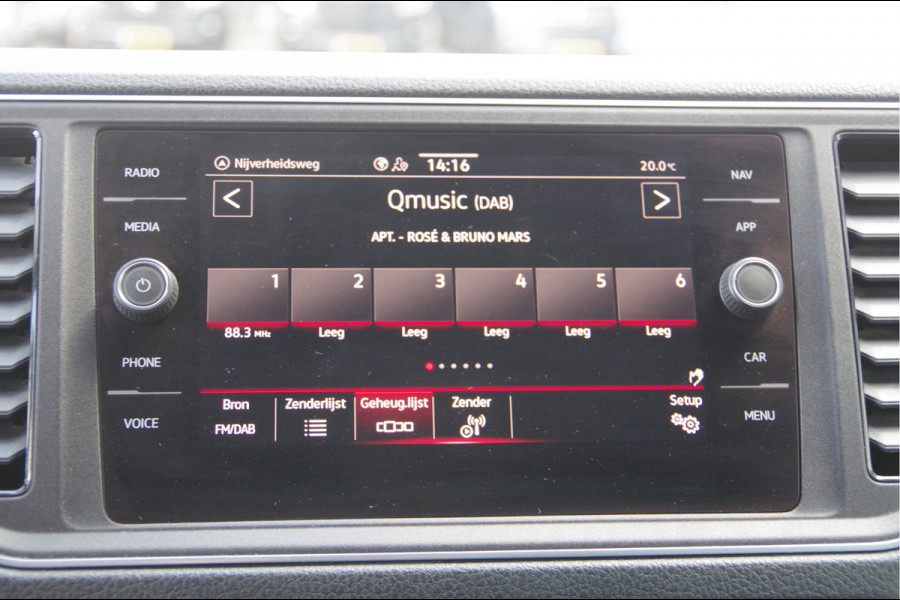 Nijverheidsweg 14:16 20.0°C
RADIO
NAV
< Qmusic (DAB) >
MEDIA
APP
APT. - ROSÉ & BRUNO MARS
1 2 3 4 5 6
88.3 MHz Leeg Leeg Leeg Leeg Leeg
PHONE
CAR
Bron Zenderlijst Geheug.lijst Zender Setup
FM/DAB
VOICE
MENU